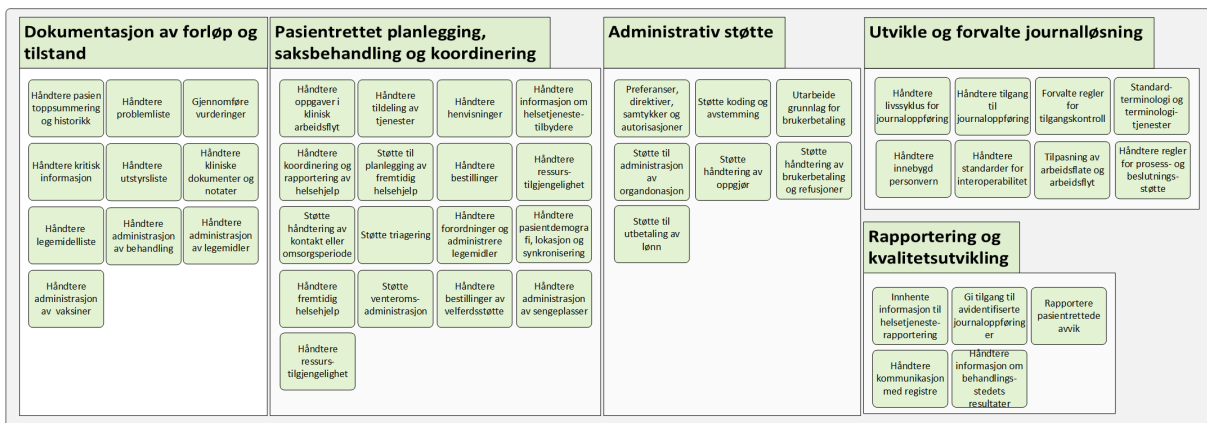 Dokumentasjon av forløp og
tilstand
Håndtere pasien
toppsummering
og historikk
Håndtere
problemliste
Gjennomføre
vurderinger
Håndtere kritisk
informasjon
Håndtere
utstyrsliste
Håndtere
kliniske
dokumenter og
notater
Håndtere
legemidelliste
Håndtere
administrasjon
av behandling
Håndtere
administrasjon
av legemidler
Håndtere
administrasjon
av vaksiner
Pasientrettet planlegging,
saksbehandling og koordinering
Håndtere
oppgaver i
klinisk
arbeidsflyt
Håndtere
tildeling av
tjenester
Håndtere
henvisninger
Håndtere
informasjon om
helsetjeneste-
tilbydere
Håndtere
koordinering og
rapportering av
helsehjelp
Støtte til
planlegging av
fremtidig
helsehjelp
Håndtere
bestillinger
Håndtere
ressurs-
tilgjengelighet
Støtte
håndtering av
kontakt eller
omsorgsperiode
Støtte triagering
Håndtere
forordninger og
administrere
legemidler
Håndtere
pasientdemogra
fi, lokasjon og
synkronisering
Håndtere
fremtidig
helsehjelp
Støtte
venteroms-
administrasjon
Håndtere
bestillinger av
velferdsstøtte
Håndtere
administrasjon
av sengeplasser
Håndtere
ressurs-
tilgjengelighet
Administrativ støtte
Preferanser,
direktiver,
samtykker og
autorisasjoner
Støtte koding og
avstemming
Utarbeide
grunnlag for
brukerbetaling
Støtte til
administrasjon
av
organdonasjon
Støtte
håndtering av
oppgjør
Støtte
håndtering av
brukerbetaling
og refusjoner
Støtte til
utbetaling av
lønn
Utvikle og forvalte journalløsning
Håndtere
livssyklus for
journaloppføring
Håndtere tilgang
til
journaloppføring
Forvalte regler
for
tilgangskontroll
Standard-
terminologi og
terminologi-
tjenester
Håndtere
innebygd
personvern
Håndtere
standarder for
interoperabilitet
Tilpasning av
arbeidsflate og
arbeidsflyt
Håndtere regler
for prosess- og
beslutnings-
støtte
Rapportering og
kvalitetsutvikling
Innhente
informasjon til
helsetjeneste-
rapportering
Gi tilgang til
avidentifiserte
journaloppføring
er
Rapportere
pasientrettede
avvik
Håndtere
kommunikasjon
med registre
Håndtere
informasjon om
behandlings-
stedets
resultater